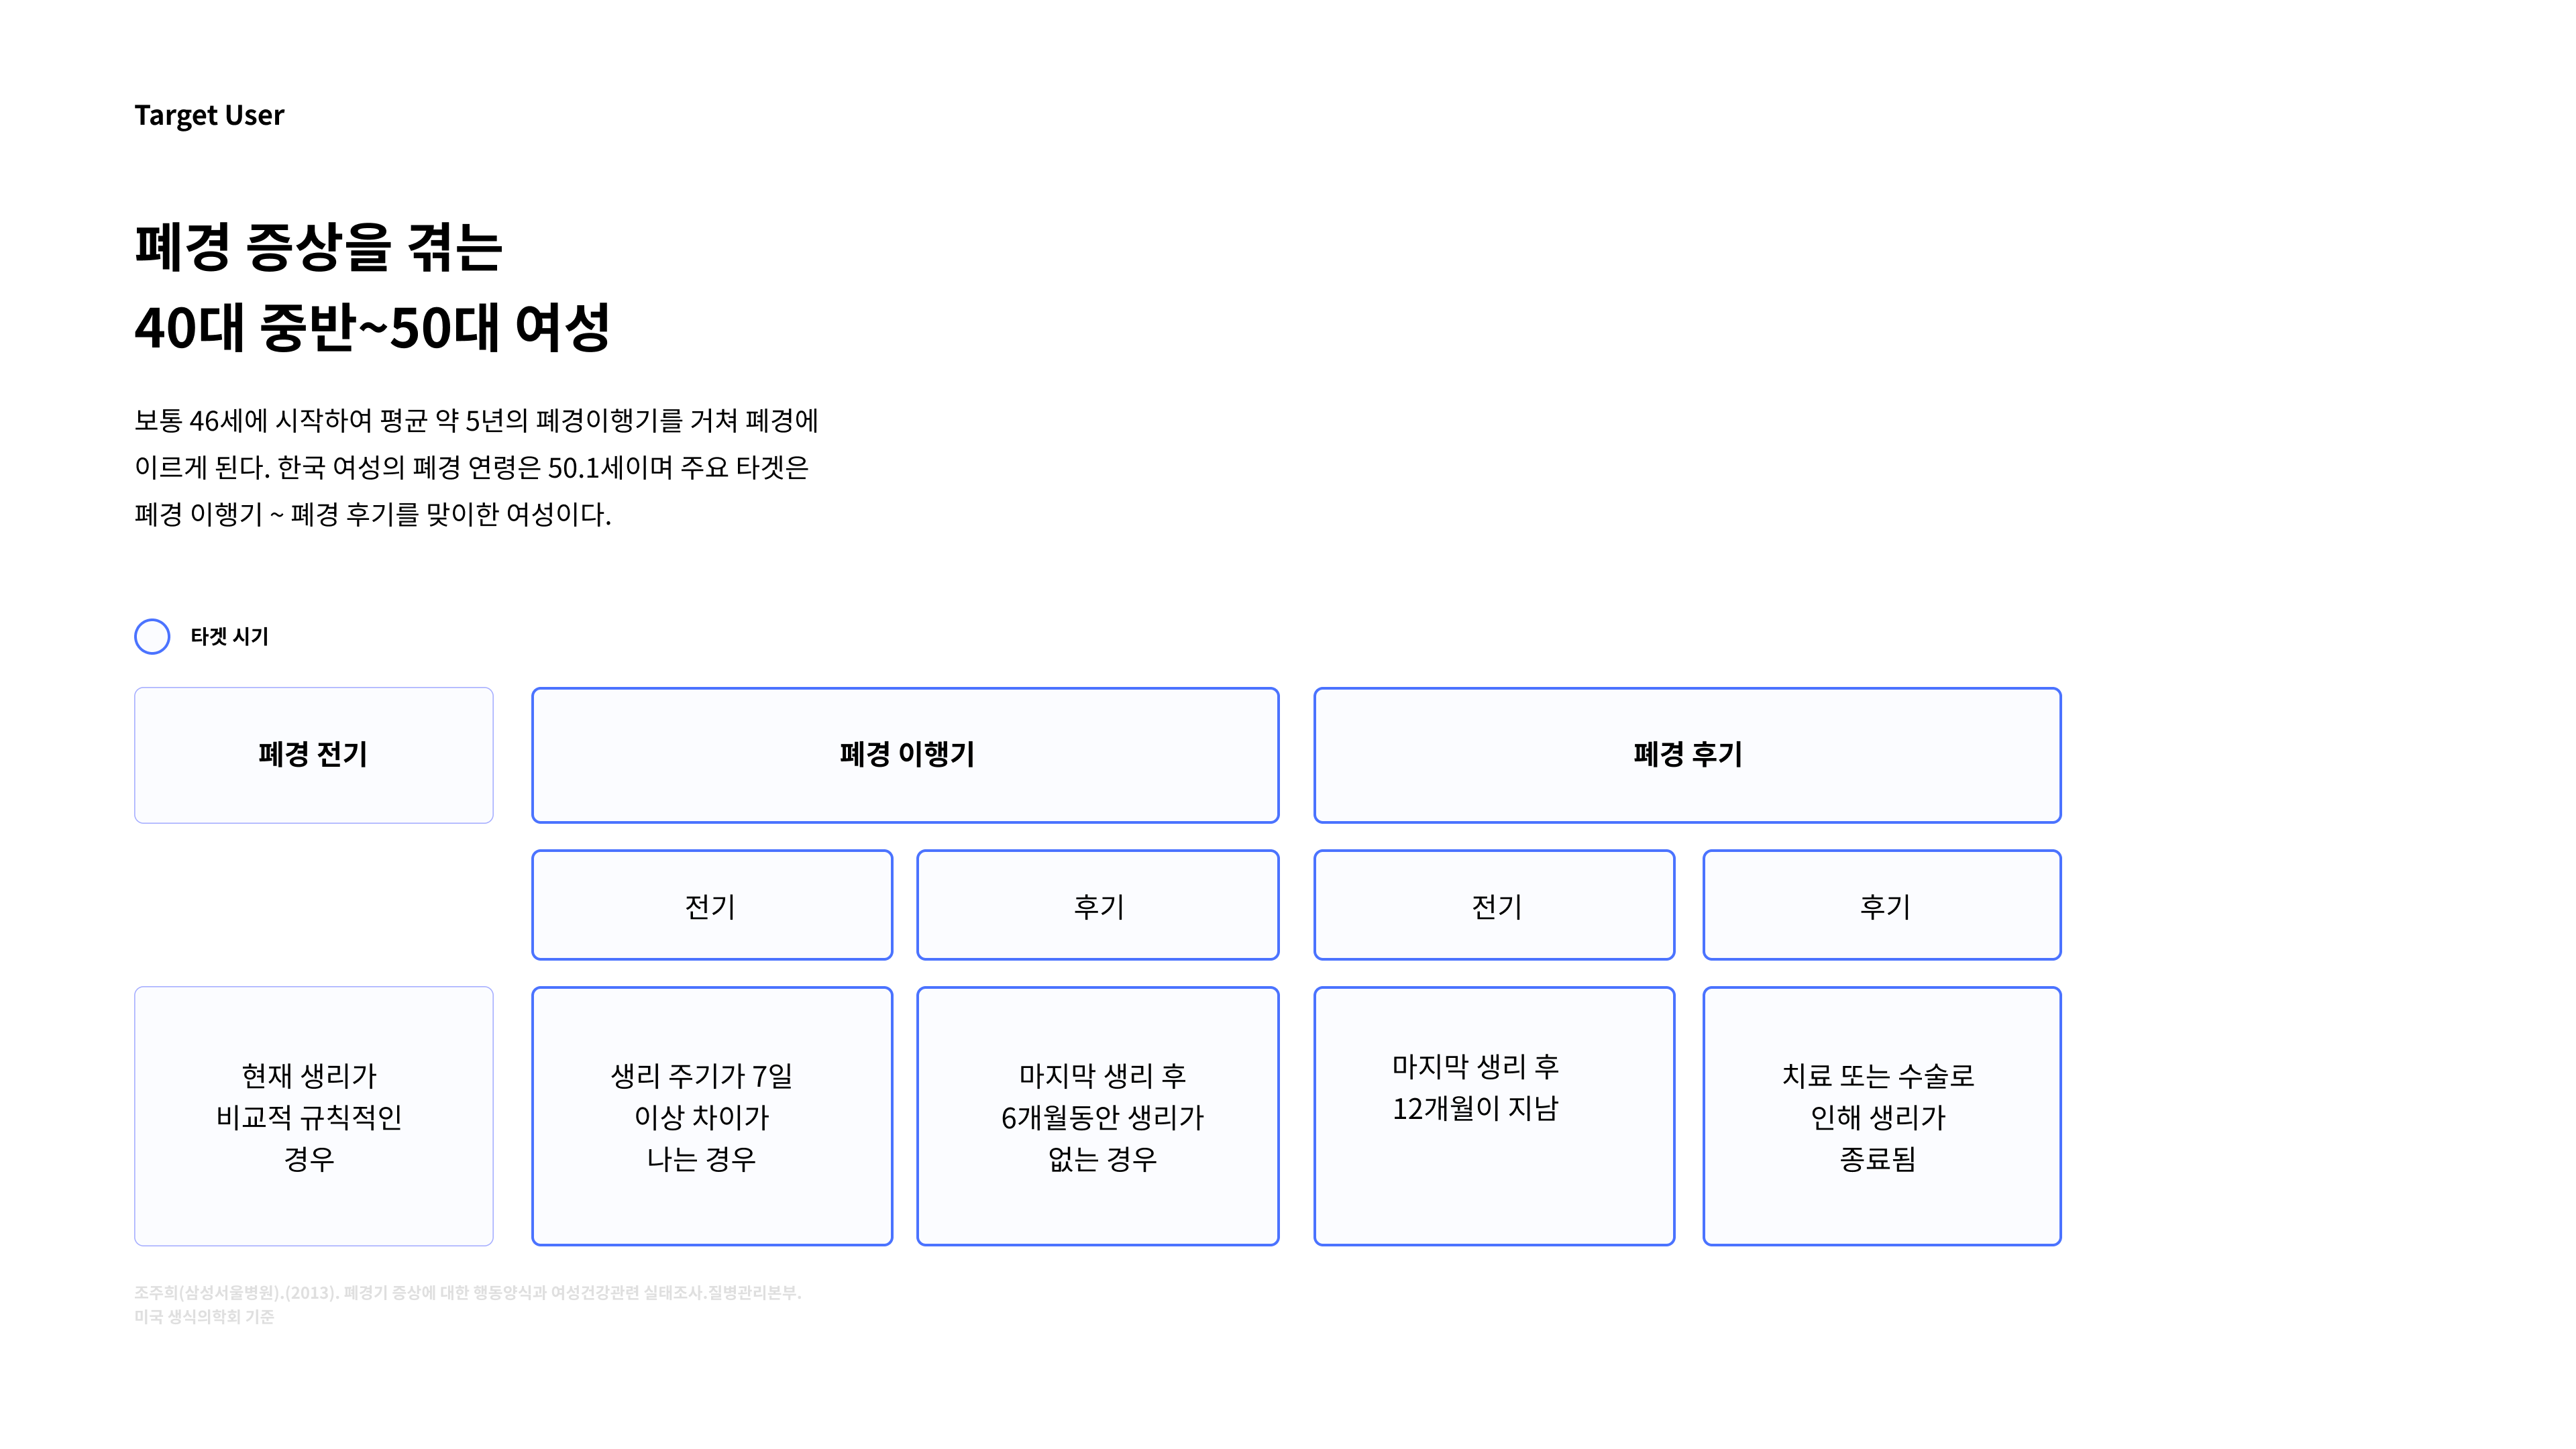 Target User
폐경 증상을 겪는
40대 중반~50대 여성
보통 46세에 시작하여 평균 약 5년의 폐경이행기를 거쳐 폐경에
이르게 된다. 한국 여성의 폐경 연령은 50.1세이며 주요 타겟은
폐경 이행기 ~ 폐경 후기를 맞이한 여성이다.
타겟 시기
폐경 전기
폐경 이행기
폐경 후기
전기
후기
전기
후기
현재 생리가
비교적 규칙적인
경우
생리 주기가 7일
이상 차이가
나는 경우
마지막 생리 후
6개월동안 생리가
없는 경우
마지막 생리 후
12개월이 지남
치료 또는 수술로
인해 생리가
종료됨
조주희(삼성서울병원).(2013). 폐경기 증상에 대한 행동양식과 여성건강관련 실태조사.질병관리본부.
미국 생식의학회 기준